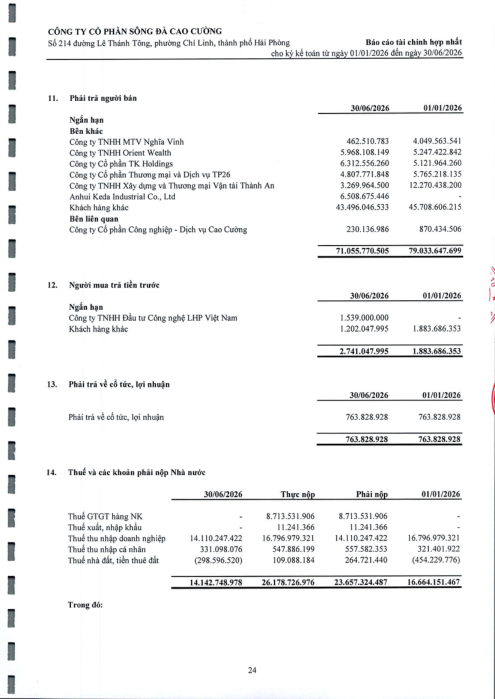 CÔNG TY CỔ PHẦN SÔNG ĐÀ CAO CƯỜNG
Số 214 đường Lê Thánh Tông, phường Chí Linh, thành phố Hải Phòng Báo cáo tài chính hợp nhất
cho kỳ kế toán từ ngày 01/01/2026 đến ngày 30/06/2026
11. Phải trả người bán
30/06/2026 01/01/2026
Ngắn hạn
Bên khác
Công ty TNHH MTV Nghĩa Vinh 462.510.783 4.049.563.541
Công ty TNHH Orient Wealth 5.968.108.149 5.247.422.842
Công ty Cổ phần TK Holdings 6.312.556.260 5.121.964.260
Công ty Cổ phần Thương mại và Dịch vụ TP26 4.807.771.848 5.765.218.135
Công ty TNHH Xây dựng và Thương mại Vận tải Thành An 3.269.964.500 12.270.438.200
Anhui Keda Industrial Co., Ltd 6.508.675.446 -
Khách hàng khác 43.496.046.533 45.708.606.215
Bên liên quan
Công ty Cổ phần Công nghiệp - Dịch vụ Cao Cường 230.136.986 870.434.506
71.055.770.505 79.033.647.699
12. Người mua trả tiền trước
30/06/2026 01/01/2026
Ngắn hạn
Công ty TNHH Đầu tư Công nghệ LHP Việt Nam 1.539.000.000 -
Khách hàng khác 1.202.047.995 1.883.686.353
2.741.047.995 1.883.686.353
13. Phải trả về cổ tức, lợi nhuận
30/06/2026 01/01/2026
Phải trả về cổ tức, lợi nhuận 763.828.928 763.828.928
763.828.928 763.828.928
14. Thuế và các khoản phải nộp Nhà nước
30/06/2026 Thực nộp Phải nộp 01/01/2026
Thuế GTGT hàng NK - 8.713.531.906 8.713.531.906 -
Thuế xuất, nhập khẩu - 11.241.366 11.241.366 -
Thuế thu nhập doanh nghiệp 14.110.247.422 16.796.979.321 14.110.247.422 16.796.979.321
Thuế thu nhập cá nhân 331.098.076 547.886.199 557.582.353 321.401.922
Thuế nhà đất, tiền thuê đất (298.596.520) 109.088.184 264.721.440 (454.229.776)
14.142.748.978 26.178.726.976 23.657.324.487 16.664.151.467
Trong đó:
24